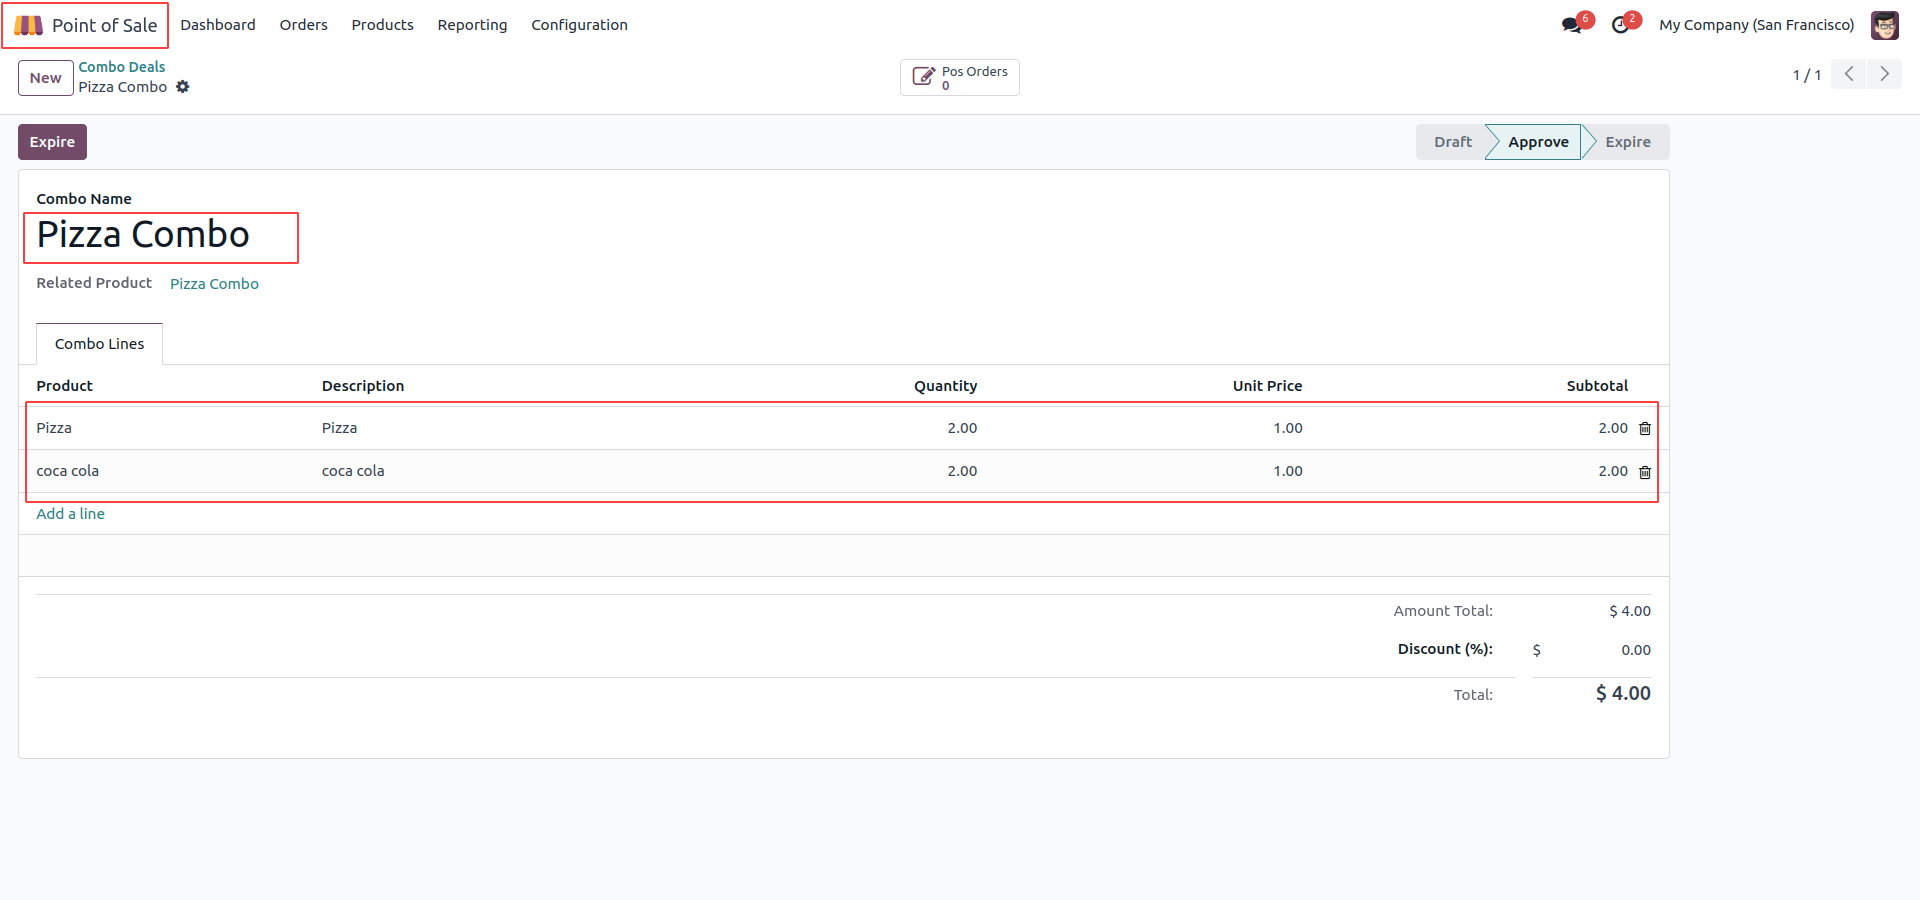 Point of Sale Dashboard Orders Products Reporting Configuration 6 2 My Company (San Francisco)
New Combo Deals Pos Orders 1 / 1
Pizza Combo 0
Expire Draft Approve Expire
Combo Name
Pizza Combo
Related Product Pizza Combo
Combo Lines
Product Description Quantity Unit Price Subtotal
Pizza Pizza 2.00 1.00 2.00
coca cola coca cola 2.00 1.00 2.00
Add a line
Amount Total: $ 4.00
Discount (%): $ 0.00
Total: $ 4.00